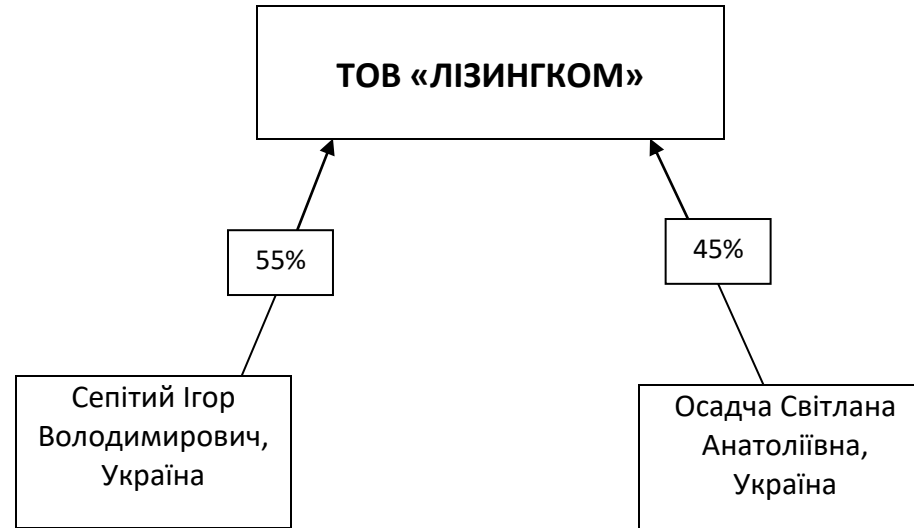 ТОВ «ЛІЗИНГКОМ»
55%
45%
Сепітий Ігор
Володимирович,
Україна
Осадча Світлана
Анатоліївна,
Україна